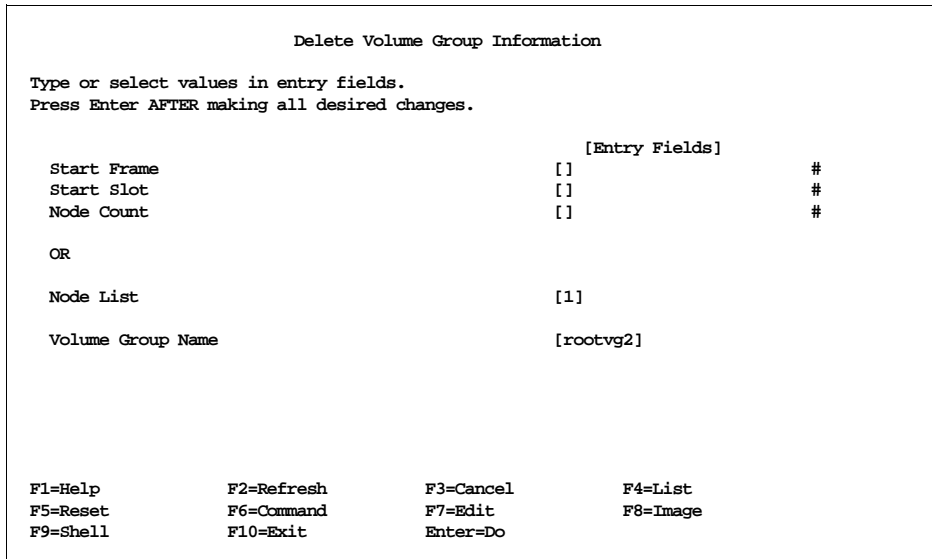 Delete Volume Group Information
Type or select values in entry fields.
Press Enter AFTER making all desired changes.
[Entry Fields]
Start Frame [] #
Start Slot [] #
Node Count [] #
OR
Node List [1]
Volume Group Name [rootvg2]
F1=Help F2=Refresh F3=Cancel F4=List
F5=Reset F6=Command F7=Edit F8=Image
F9=Shell F10=Exit Enter=Do